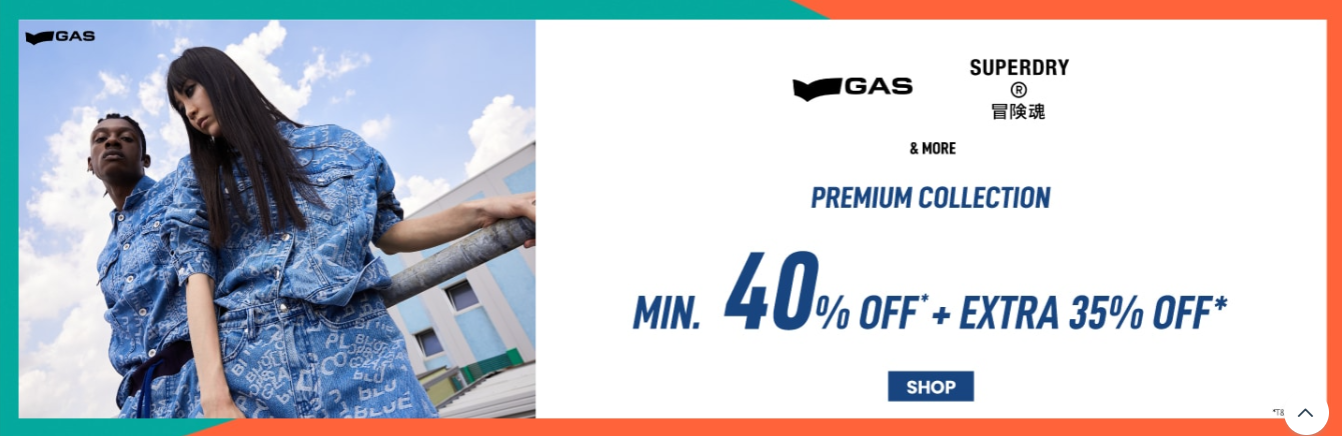 GAS
GAS
SUPERDRY
®
冒険魂
& MORE
PREMIUM COLLECTION
MIN. 40% OFF* + EXTRA 35% OFF*
SHOP